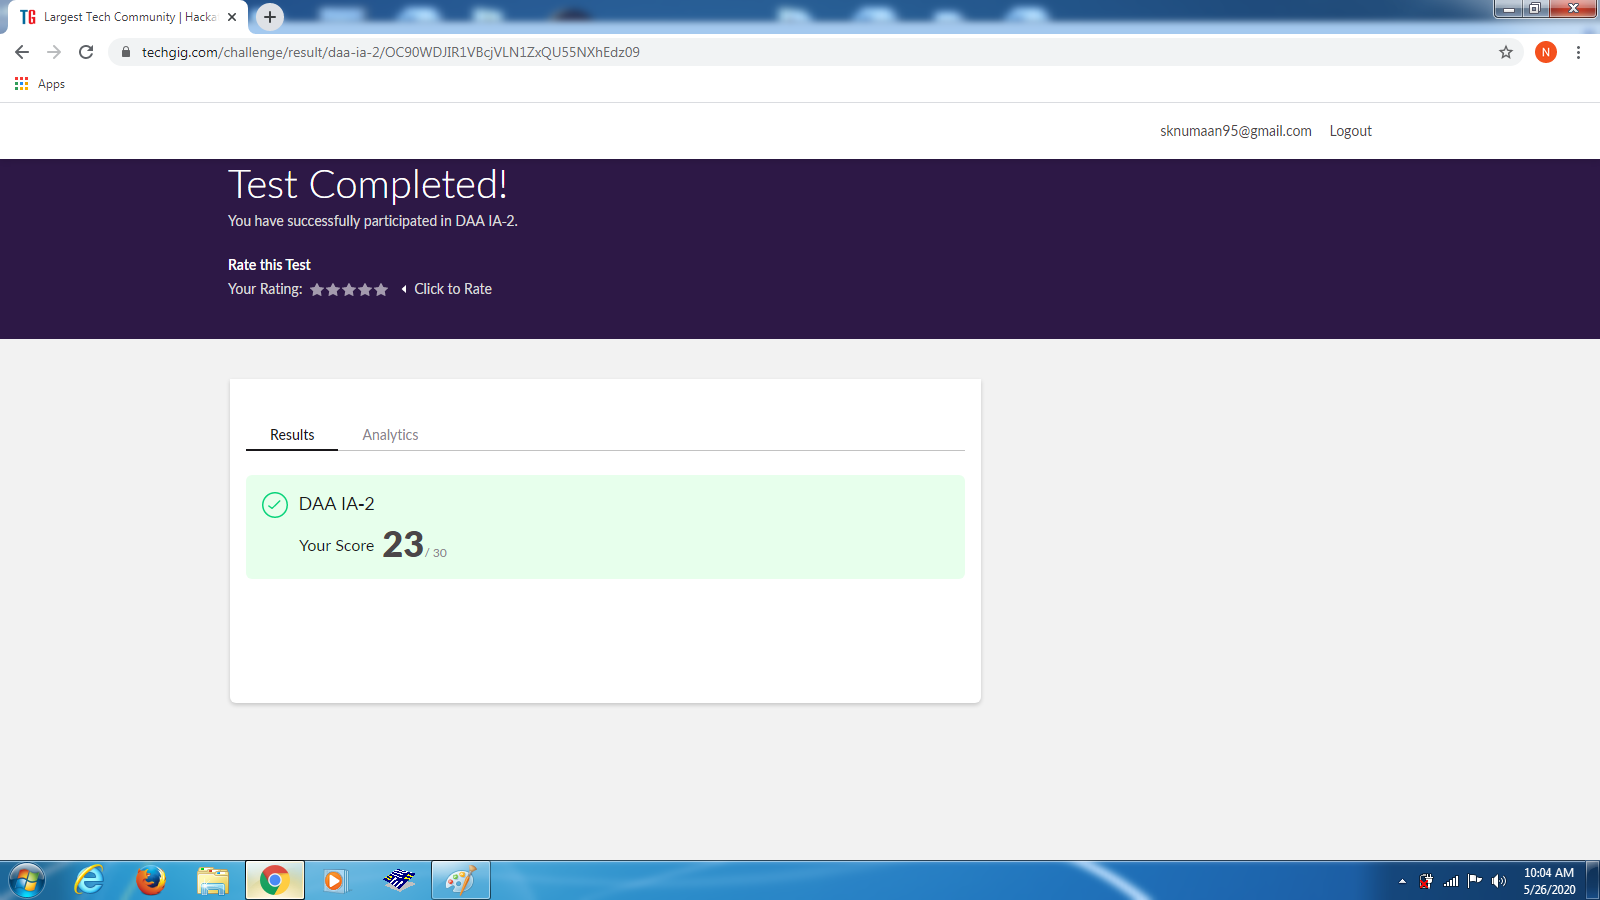 TG Largest Tech Community | Hacka
techgig.com/challenge/result/daa-ia-2/OC90WDJIR1VBcjVLN1ZxQU55NXhEdz09
N
Apps
sknumaan95@gmail.com Logout
Test Completed!
You have successfully participated in DAA IA-2.
Rate this Test
Your Rating: Click to Rate
Results Analytics
DAA IA-2
Your Score 23 / 30
10:04 AM
5/26/2020